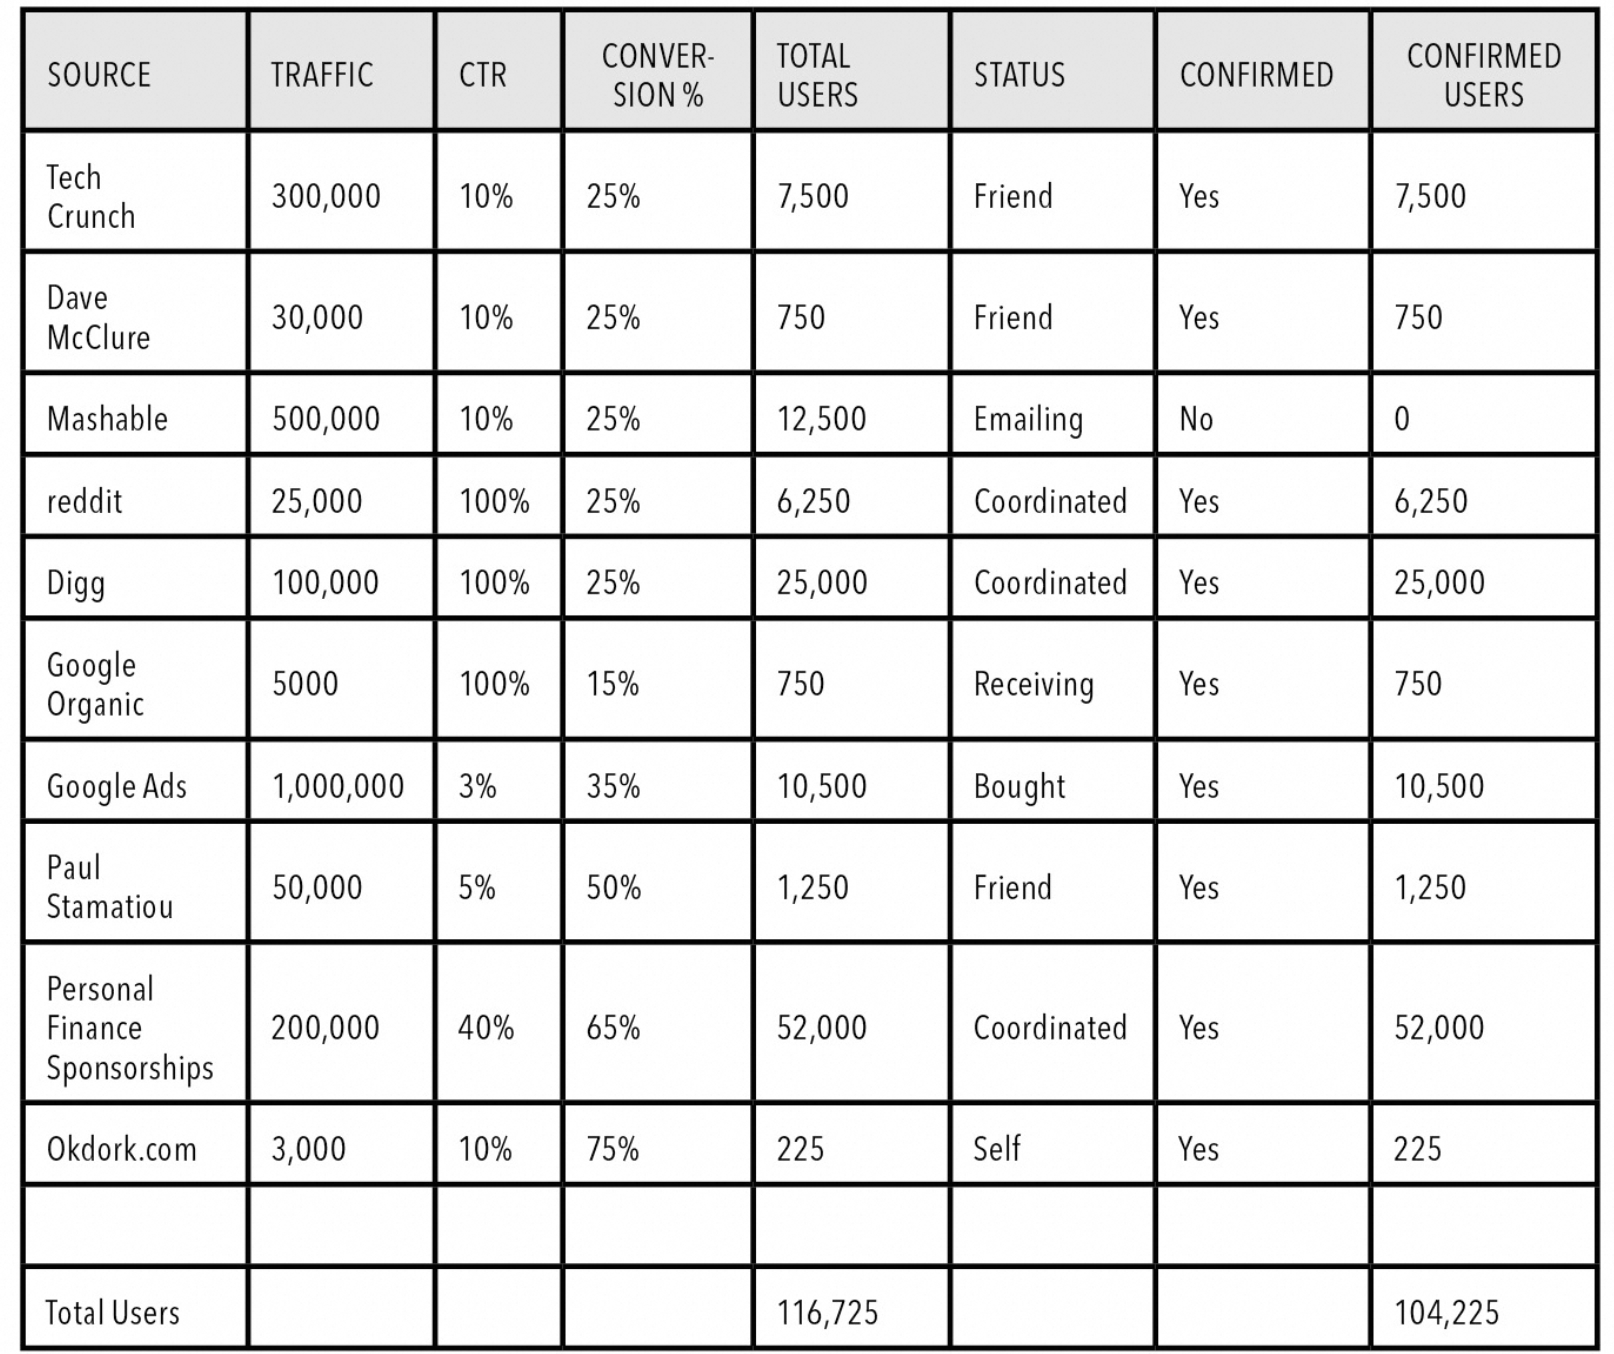 SOURCE TRAFFIC CTR CONVER-SION % TOTAL USERS STATUS CONFIRMED CONFIRMED USERS
Tech Crunch 300,000 10% 25% 7,500 Friend Yes 7,500
Dave McClure 30,000 10% 25% 750 Friend Yes 750
Mashable 500,000 10% 25% 12,500 Emailing No 0
reddit 25,000 100% 25% 6,250 Coordinated Yes 6,250
Digg 100,000 100% 25% 25,000 Coordinated Yes 25,000
Google Organic 5000 100% 15% 750 Receiving Yes 750
Google Ads 1,000,000 3% 35% 10,500 Bought Yes 10,500
Paul Stamatiou 50,000 5% 50% 1,250 Friend Yes 1,250
Personal Finance Sponsorships 200,000 40% 65% 52,000 Coordinated Yes 52,000
Okdork.com 3,000 10% 75% 225 Self Yes 225
Total Users 116,725 104,225